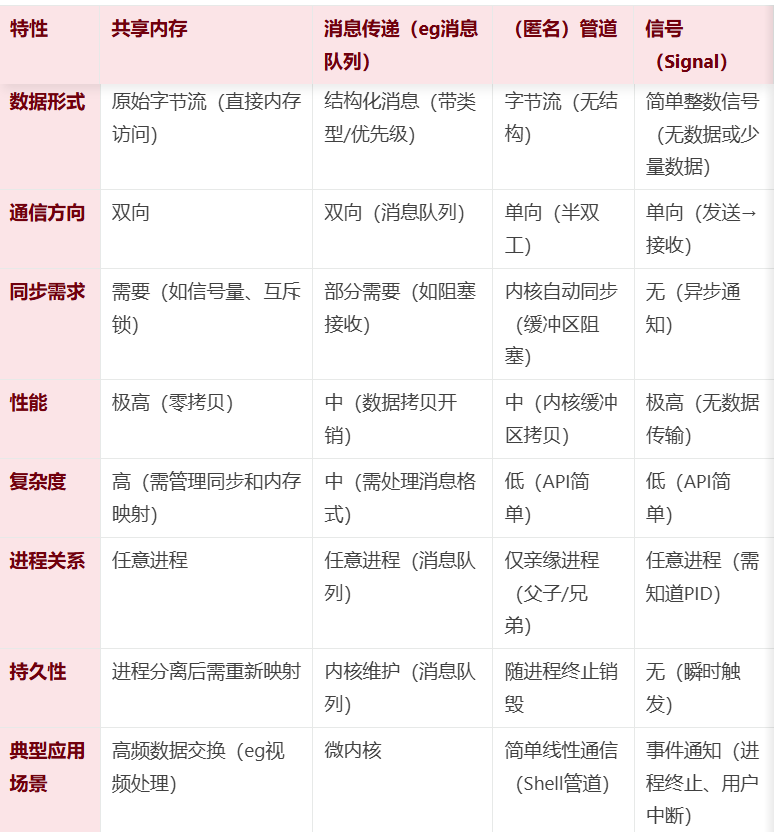 特性
共享内存
消息传递（eg消息
队列）
（匿名）管道
信号
（Signal）
数据形式
原始字节流（直接内存
访问）
结构化消息（带类
型/优先级）
字节流（无结
构）
简单整数信号
（无数据或少
量数据）
通信方向
双向
双向（消息队列）
单向（半双
工）
单向（发送→
接收）
同步需求
需要（如信号量、互斥
锁）
部分需要（如阻塞
接收）
内核自动同步
（缓冲区阻
塞）
无（异步通
知）
性能
极高（零拷贝）
中（数据拷贝开
销）
中（内核缓冲
区拷贝）
极高（无数据
传输）
复杂度
高（需管理同步和内存
映射）
中（需处理消息格
式）
低（API简
单）
低（API简
单）
进程关系
任意进程
任意进程（消息队
列）
仅亲缘进程
（父子/兄
弟）
任意进程（需
知道PID）
持久性
进程分离后需重新映射
内核维护（消息队
列）
随进程终止销
毁
无（瞬时触
发）
典型应用
场景
高频数据交换（eg视
频处理）
微内核
简单线性通信
（Shell管道）
事件通知（进
程终止、用户
中断）